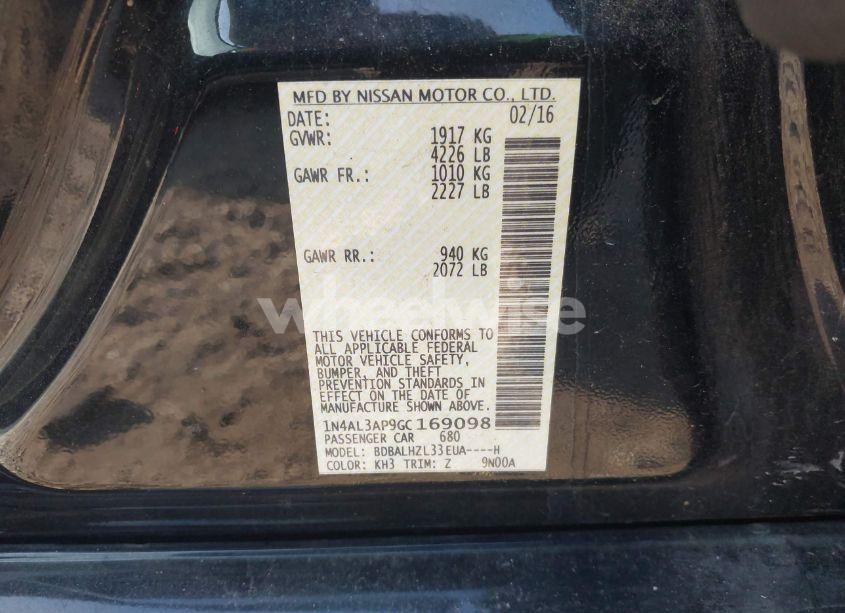 MFD BY NISSAN MOTOR CO., LTD.
DATE: 02/16
GVWR: 1917 KG
4226 LB
GAWR FR.: 1010 KG
2227 LB
GAWR RR.: 940 KG
2072 LB
wheelwise
THIS VEHICLE CONFORMS TO
ALL APPLICABLE FEDERAL
MOTOR VEHICLE SAFETY,
BUMPER, AND THEFT
PREVENTION STANDARDS IN
EFFECT ON THE DATE OF
MANUFACTURE SHOWN ABOVE.
1N4AL3AP9GC169098
PASSENGER CAR 680
MODEL: BDBALHZL33EUA----H
COLOR: KH3 TRIM: Z 9N00A